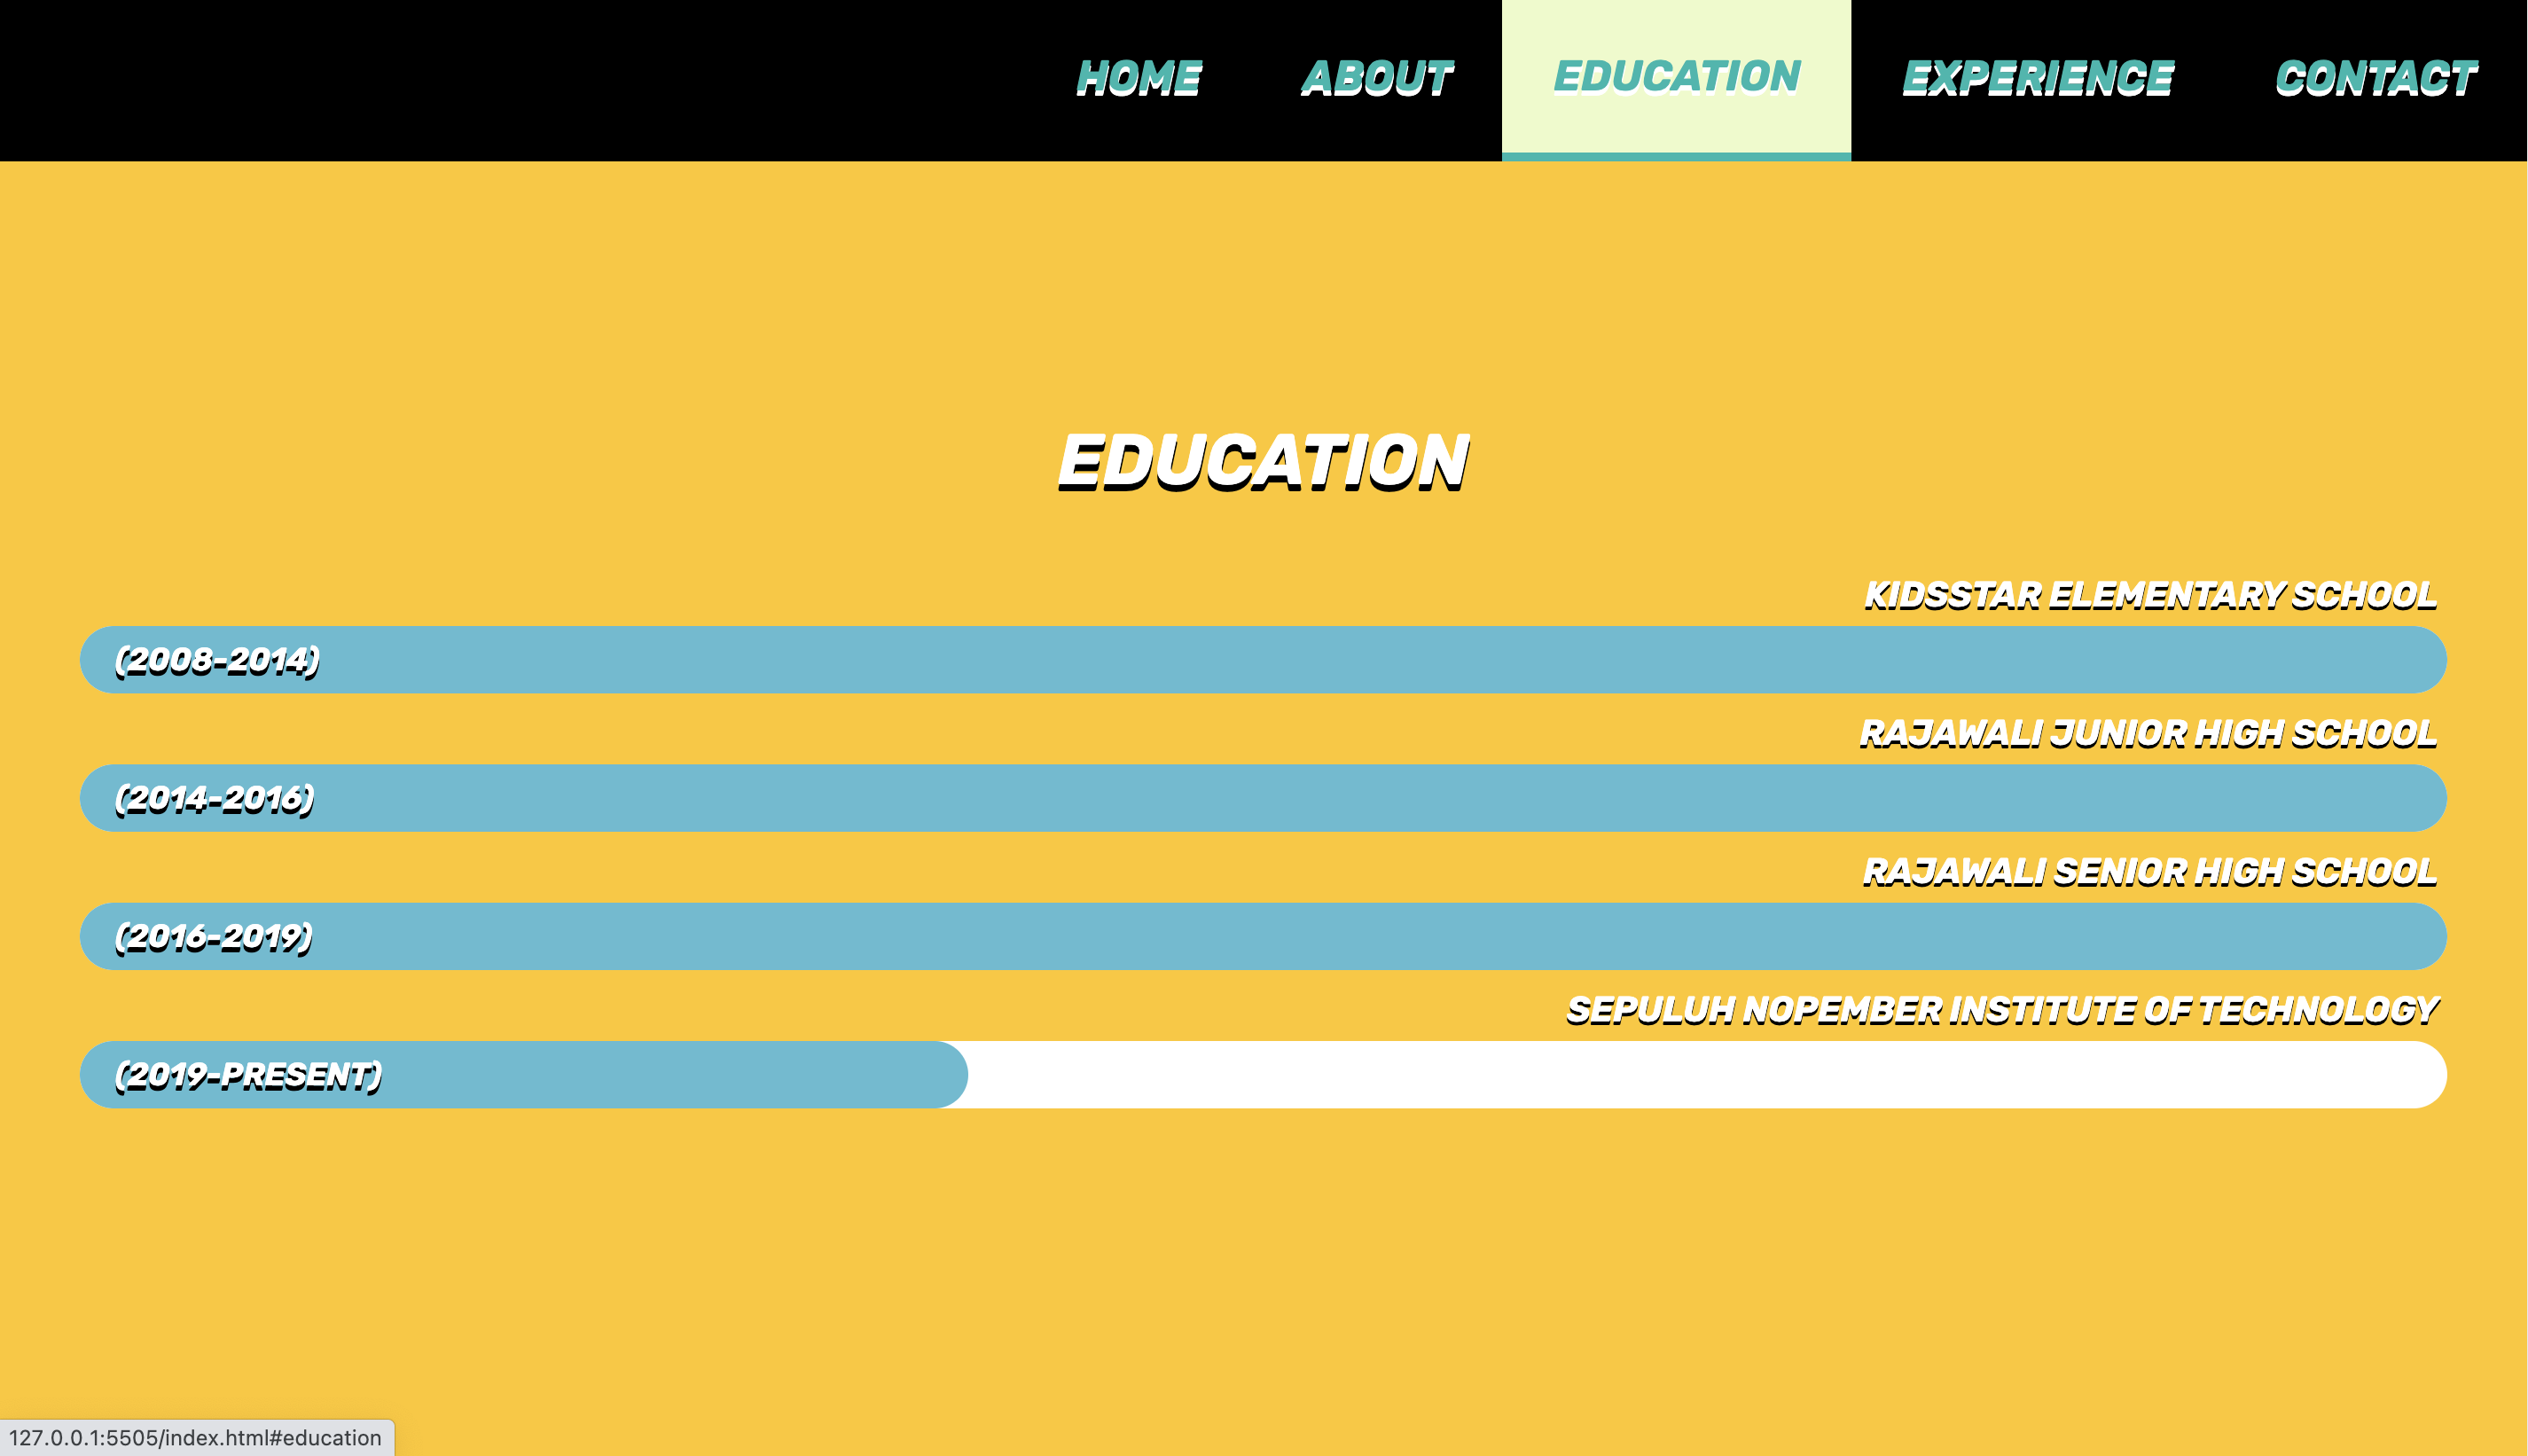 HOME ABOUT EDUCATION EXPERIENCE CONTACT
EDUCATION
KIDSSTAR ELEMENTARY SCHOOL
(2008-2014)
RAJAWALI JUNIOR HIGH SCHOOL
(2014-2016)
RAJAWALI SENIOR HIGH SCHOOL
(2016-2019)
SEPULUH NOPEMBER INSTITUTE OF TECHNOLOGY
(2019-PRESENT)
127.0.0.1:5505/index.html#education